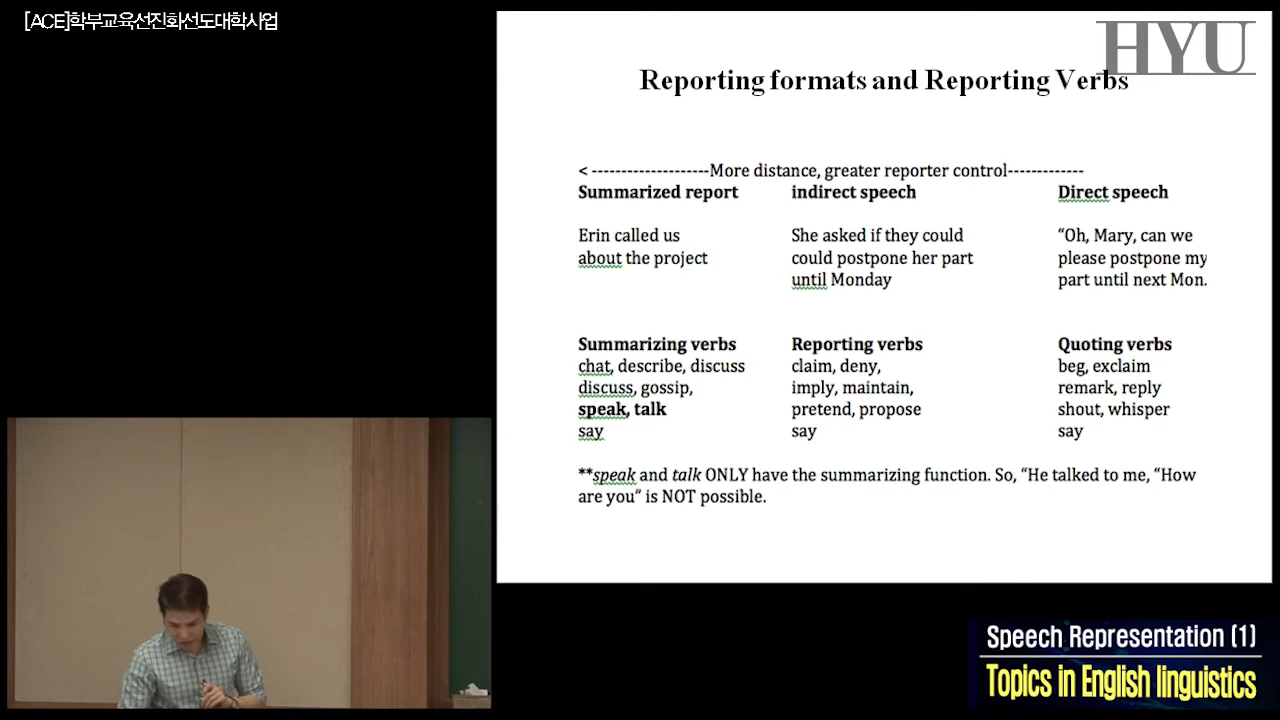 [ACE]학부교육선진화선도대학사업
HYU
Reporting formats and Reporting Verbs
< --------------------More distance, greater reporter control-------------
Summarized report indirect speech Direct speech
Erin called us She asked if they could “Oh, Mary, can we
about the project could postpone her part please postpone my
until Monday part until next Mon.
Summarizing verbs Reporting verbs Quoting verbs
chat, describe, discuss claim, deny, beg, exclaim
discuss, gossip, imply, maintain, remark, reply
speak, talk pretend, propose shout, whisper
say say say
**speak and talk ONLY have the summarizing function. So, “He talked to me, “How
are you” is NOT possible.
Speech Representation (1)
Topics in English linguistics